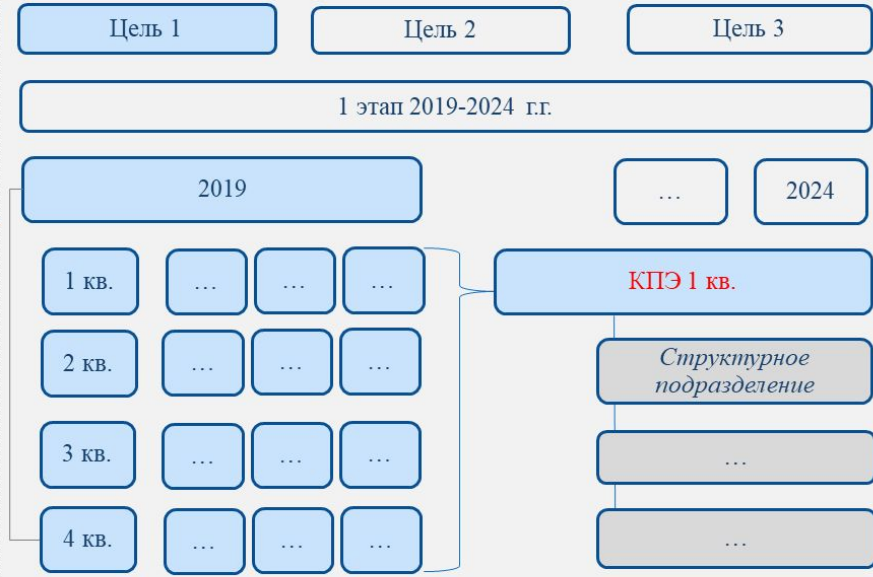 Цель 1
Цель 2
Цель 3
1 этап 2019-2024 г.г.
2019
…
2024
1 кв.
…
…
…
КПЭ 1 кв.
2 кв.
…
…
…
Структурное
подразделение
3 кв.
…
…
…
…
4 кв.
…
…
…
…